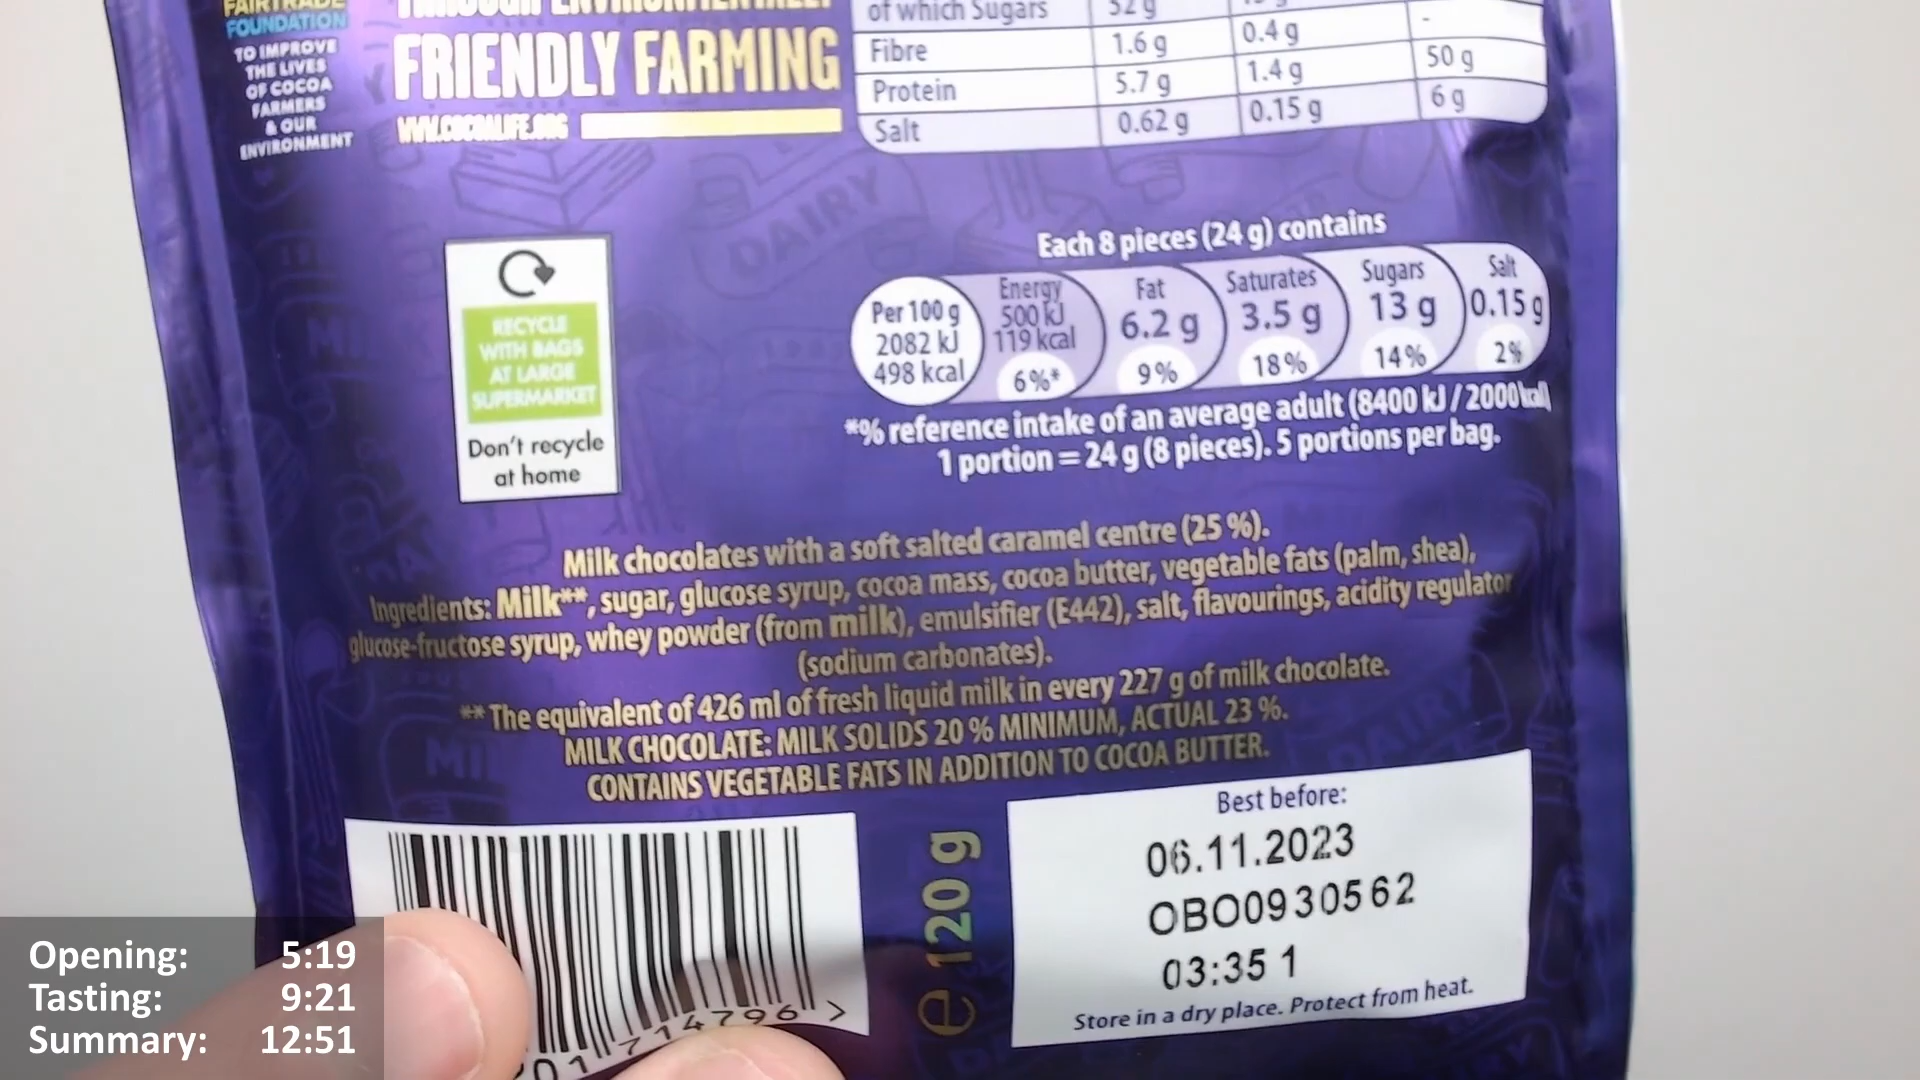 FAIRTRADE
FOUNDATION
TO IMPROVE
THE LIVES
OF COCOA
FARMERS
& OUR
ENVIRONMENT
THROUGH ENVIRONMENTALLY
FRIENDLY FARMING
WWW.COCOALIFE.ORG
of which Sugars 52 g
Fibre 1.6 g 0.4 g -
Protein 5.7 g 1.4 g 50 g
Salt 0.62 g 0.15 g 6 g
DAIRY
RECYCLE
WITH BAGS
AT LARGE
SUPERMARKET
Don't recycle
at home
Each 8 pieces (24 g) contains
Per 100 g
2082 kJ
498 kcal
Energy
500 kJ
119 kcal
6%*
Fat
6.2 g
9%
Saturates
3.5 g
18%
Sugars
13 g
14%
Salt
0.15 g
2%
*% reference intake of an average adult (8400 kJ / 2000 kcal)
1 portion = 24 g (8 pieces). 5 portions per bag.
Milk chocolates with a soft salted caramel centre (25 %).
Ingredients: Milk**, sugar, glucose syrup, cocoa mass, cocoa butter, vegetable fats (palm, shea),
glucose-fructose syrup, whey powder (from milk), emulsifier (E442), salt, flavourings, acidity regulator
(sodium carbonates).
** The equivalent of 426 ml of fresh liquid milk in every 227 g of milk chocolate.
MILK CHOCOLATE: MILK SOLIDS 20 % MINIMUM, ACTUAL 23 %.
CONTAINS VEGETABLE FATS IN ADDITION TO COCOA BUTTER.
e 120 g
Best before:
06.11.2023
OBO0930562
03:35 1
Store in a dry place. Protect from heat.
01 714796 >
Opening: 5:19
Tasting: 9:21
Summary: 12:51